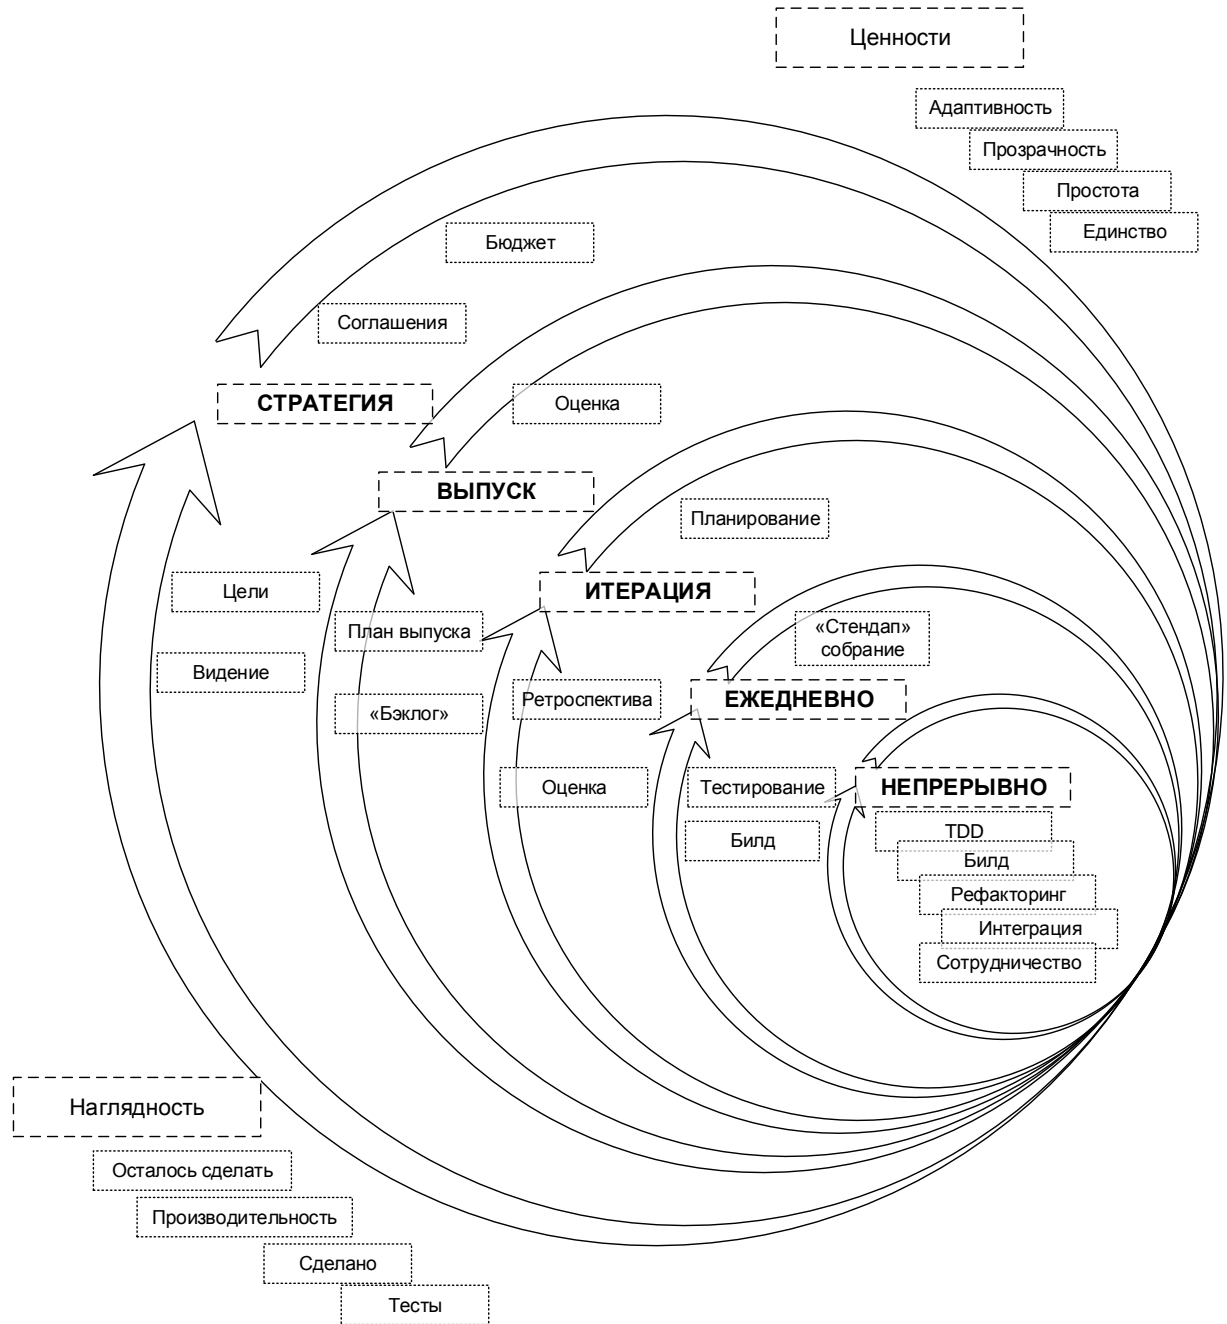 Ценности
Адаптивность
Прозрачность
Простота
Единство
Бюджет
Соглашения
СТРАТЕГИЯ
Оценка
ВЫПУСК
Планирование
ИТЕРАЦИЯ
Цели
План выпуска
«Стендап»
собрание
Видение
«Бэклог»
Ретроспектива
ЕЖЕДНЕВНО
Оценка
Тестирование
НЕПРЕРЫВНО
Билд
TDD
Билд
Рефакторинг
Интеграция
Сотрудничество
Наглядность
Осталось сделать
Производительность
Сделано
Тесты